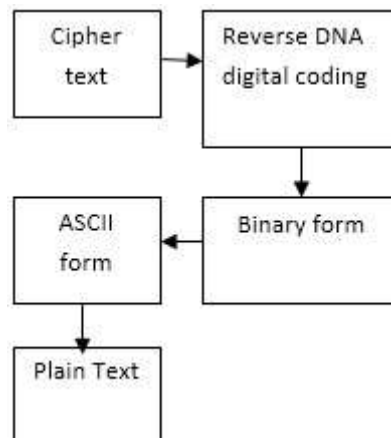 Cipher
text
Reverse DNA
digital coding
Binary form
ASCII
form
Plain Text